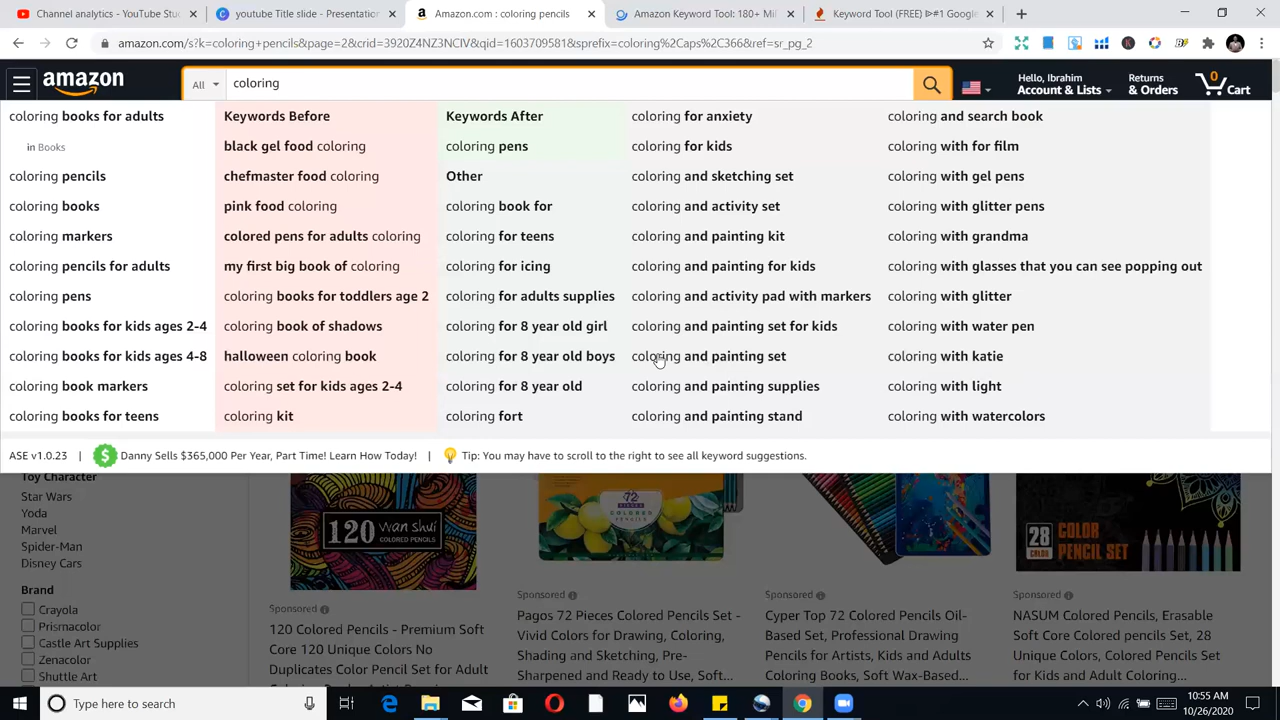 Channel analytics - YouTube Stu
youtube Title slide - Presentation
Amazon.com : coloring pencils
Amazon Keyword Tool: 180+ Mi
Keyword Tool (FREE) ᐈ#1 Google
amazon.com/s?k=coloring+pencils&page=2&crid=3920Z4NZ3NCIV&qid=1603709581&sprefix=coloring%2Caps%2C366&ref=sr_pg_2
amazon
All
coloring
Hello, Ibrahim
Account & Lists
Returns
& Orders
0
Cart
coloring books for adults
in Books
coloring pencils
coloring books
coloring markers
coloring pencils for adults
coloring pens
coloring books for kids ages 2-4
coloring books for kids ages 4-8
coloring book markers
coloring books for teens
Keywords Before
black gel food coloring
chefmaster food coloring
pink food coloring
colored pens for adults coloring
my first big book of coloring
coloring books for toddlers age 2
coloring book of shadows
halloween coloring book
coloring set for kids ages 2-4
coloring kit
Keywords After
coloring pens
Other
coloring book for
coloring for teens
coloring for icing
coloring for adults supplies
coloring for 8 year old girl
coloring for 8 year old boys
coloring for 8 year old
coloring fort
coloring for anxiety
coloring for kids
coloring and sketching set
coloring and activity set
coloring and painting kit
coloring and painting for kids
coloring and activity pad with markers
coloring and painting set for kids
coloring and painting set
coloring and painting supplies
coloring and painting stand
coloring and search book
coloring with for film
coloring with gel pens
coloring with glitter pens
coloring with grandma
coloring with glasses that you can see popping out
coloring with glitter
coloring with water pen
coloring with katie
coloring with light
coloring with watercolors
ASE v1.0.23 | Danny Sells $365,000 Per Year, Part Time! Learn How Today! | Tip: You may have to scroll to the right to see all keyword suggestions.
Toy Character
Star Wars
Yoda
Marvel
Spider-Man
Disney Cars
Brand
Crayola
Prismacolor
Castle Art Supplies
Zenacolor
Shuttle Art
120 Wan Shui
COLORED PENCILS
Sponsored
120 Colored Pencils - Premium Soft
Core 120 Unique Colors No
Duplicates Color Pencil Set for Adult
72
COLORED PENCILS
Sponsored
Pagos 72 Pieces Colored Pencils Set -
Vivid Colors for Drawing, Coloring,
Shading and Sketching, Pre-
Sharpened and Ready to Use, Soft...
Sponsored
Cyper Top 72 Colored Pencils Oil-
Based Set, Professional Drawing
Pencils for Artists, Kids and Adults
Coloring Books, Soft Wax-Based...
28
COLOR
COLOR
PENCIL SET
Sponsored
NASUM Colored Pencils, Erasable
Soft Core Colored pencils Set, 28
Unique Colors, Colored Pencils Set
for Kids and Adult Coloring...
Type here to search
10:55 AM
10/26/2020